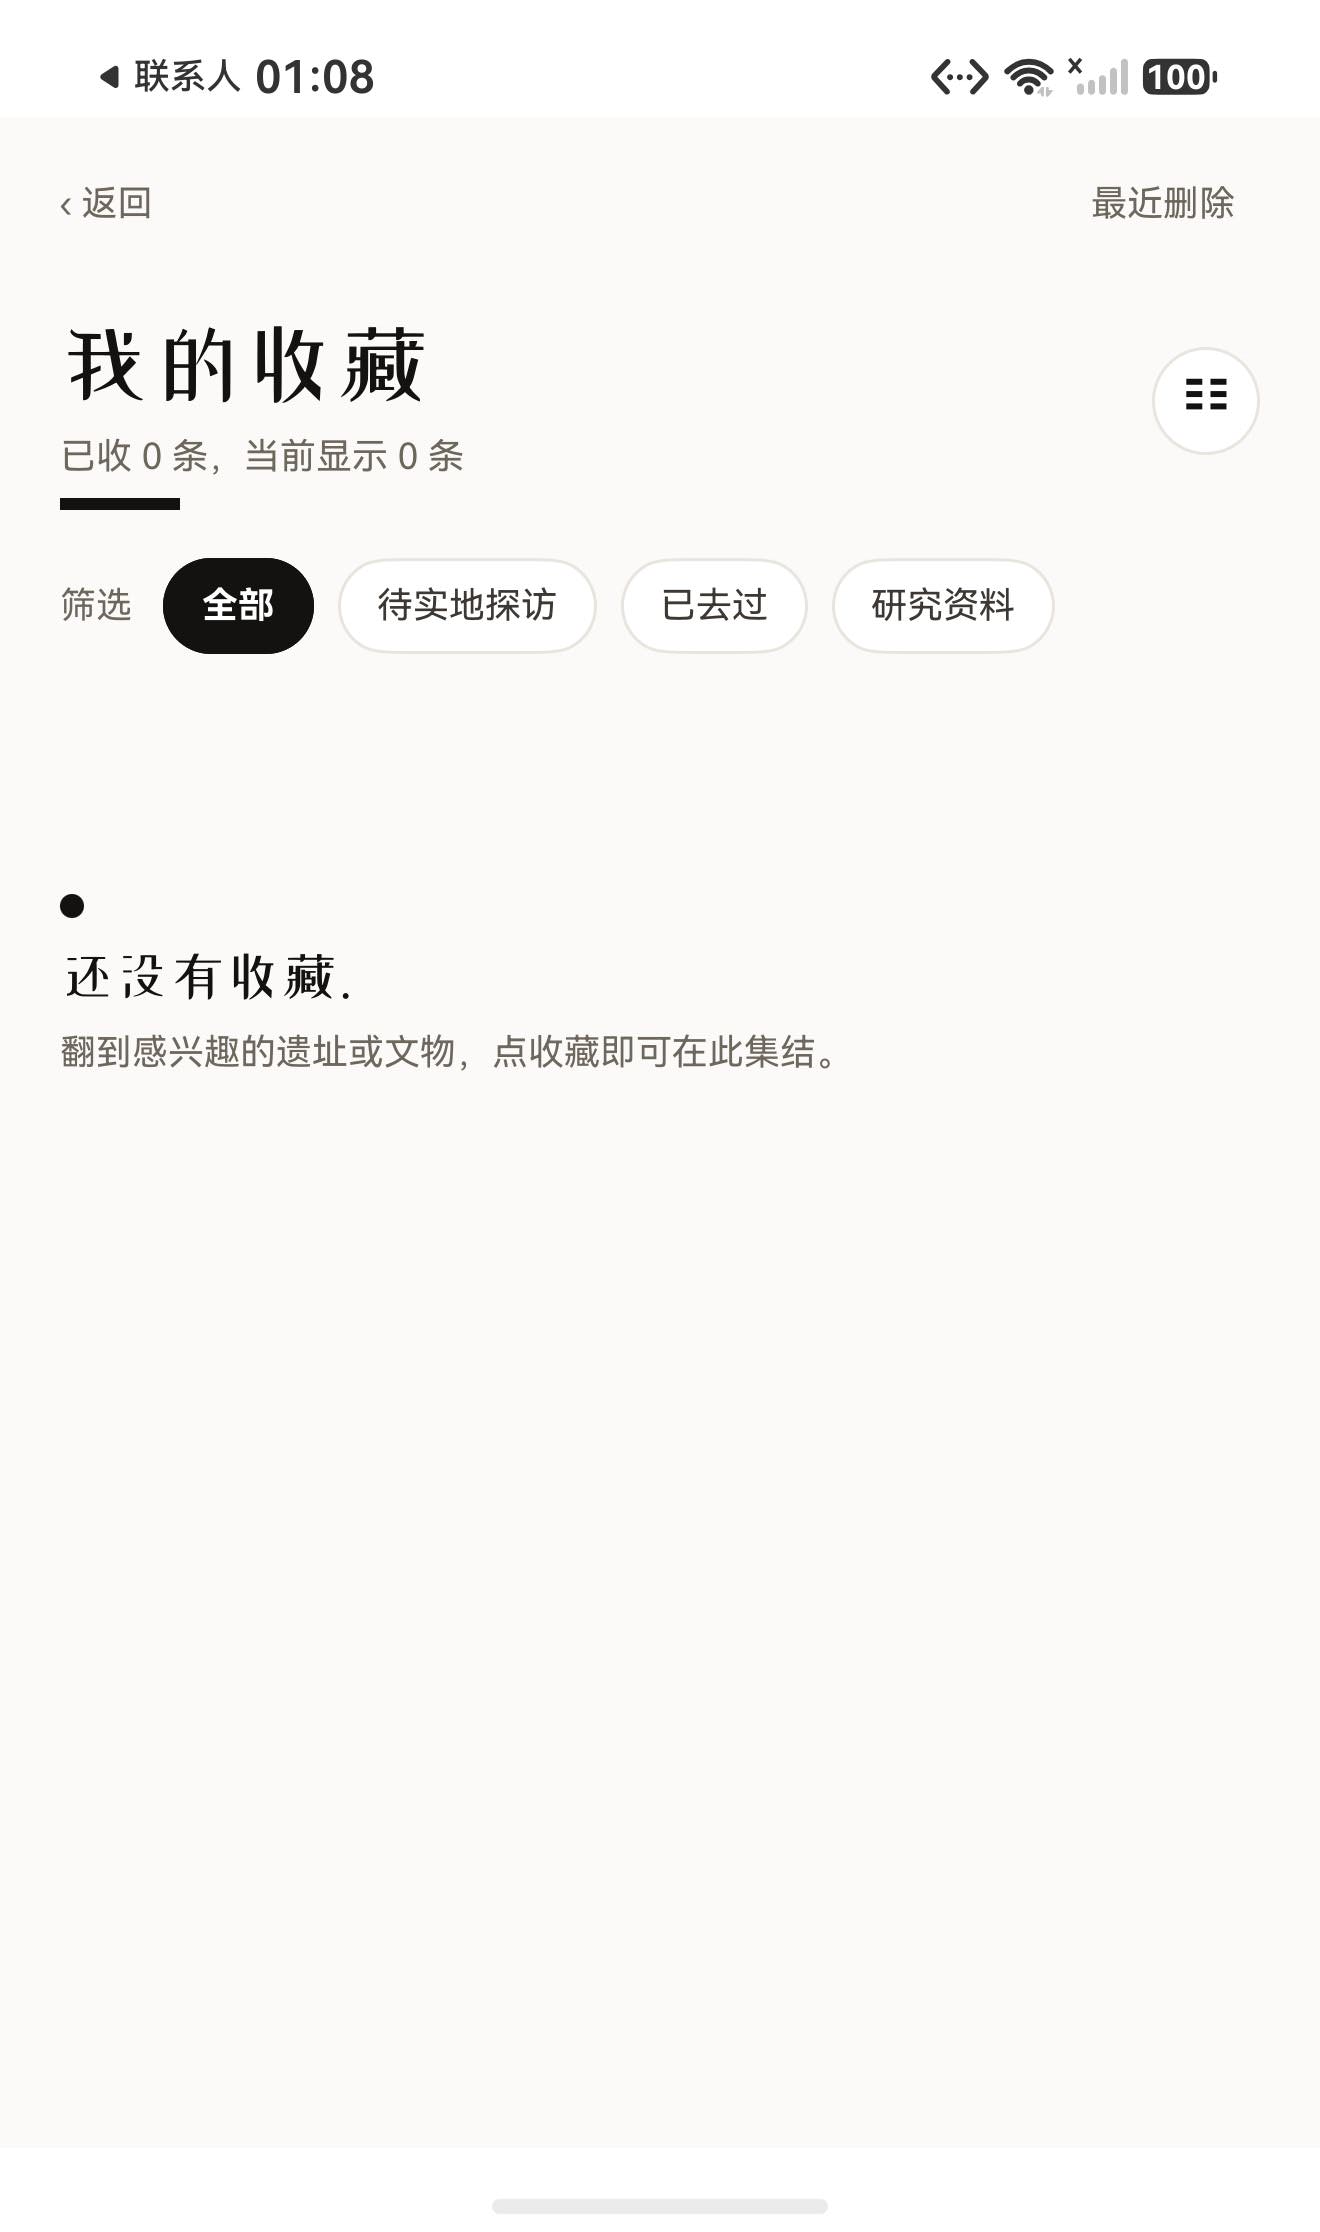 联系人 01:08 100
‹ 返回 最近删除
我的收藏
已收 0 条，当前显示 0 条
筛选 全部 待实地探访 已去过 研究资料
还没有收藏.
翻到感兴趣的遗址或文物，点收藏即可在此集结。